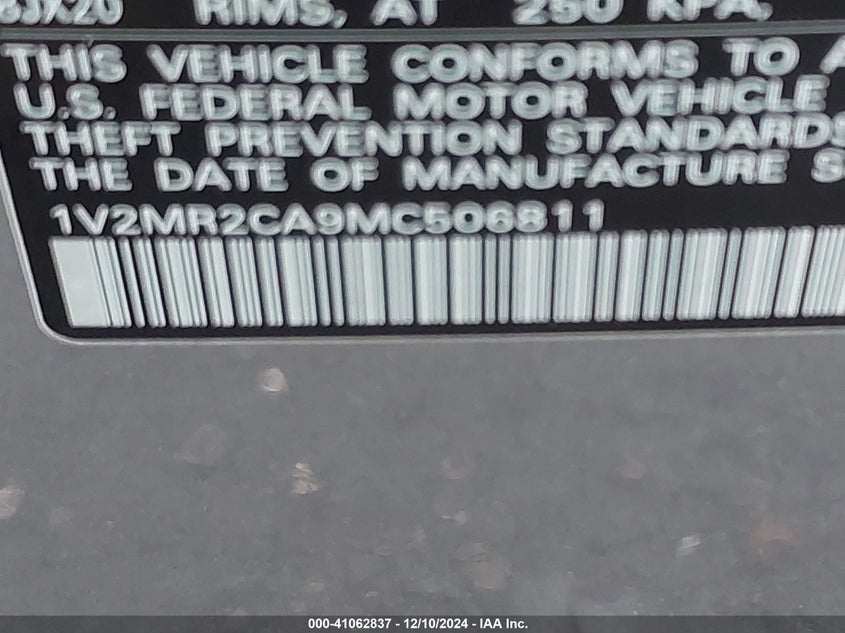 RIMS, AT 250 KPA.
THIS VEHICLE CONFORMS TO
U.S. FEDERAL MOTOR VEHICLE
THEFT PREVENTION STANDARDS
THE DATE OF MANUFACTURE
1V2MR2CA9MC506811
000-41062837 - 12/10/2024 - IAA Inc.